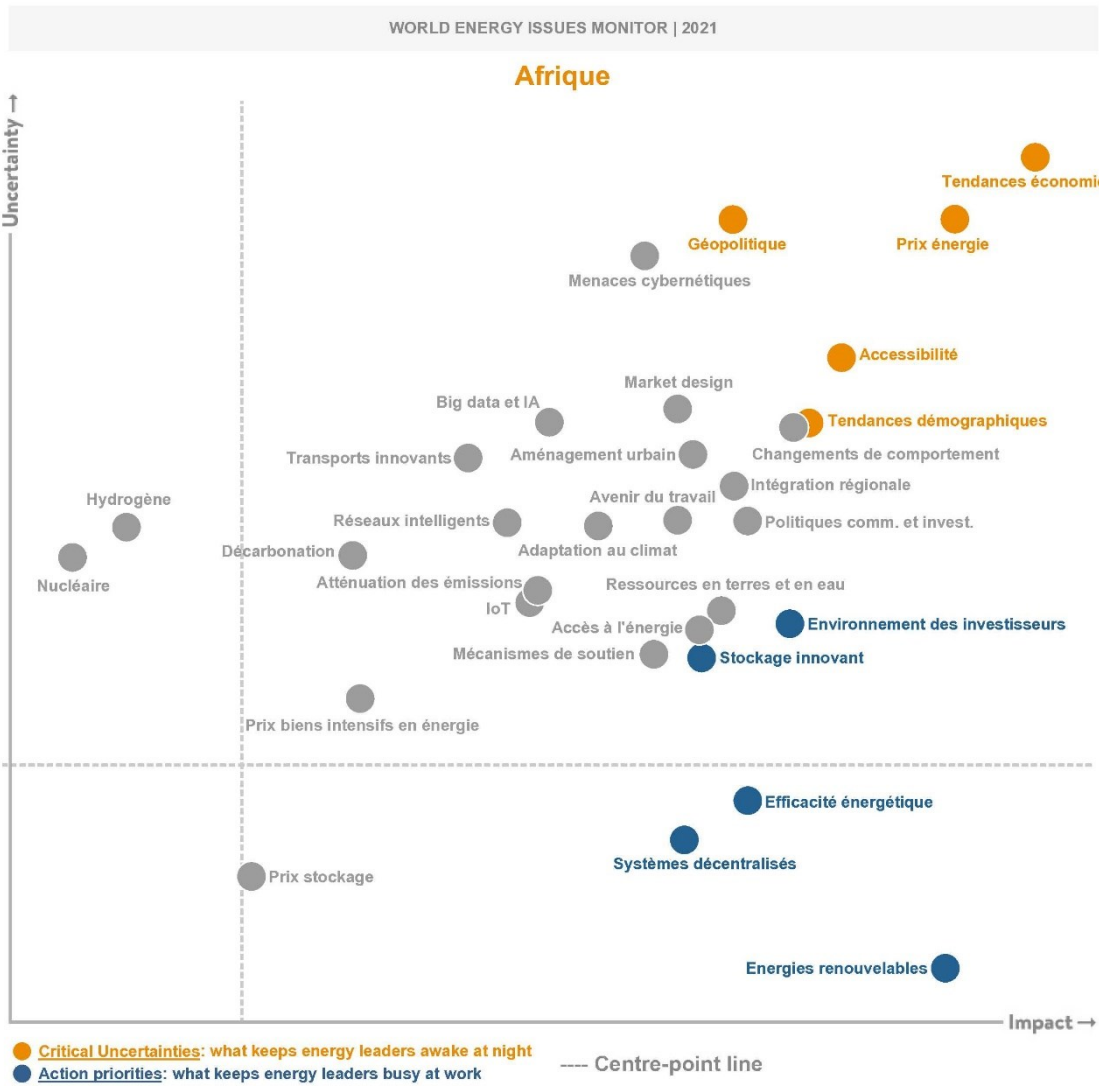 WORLD ENERGY ISSUES MONITOR | 2021
Afrique
Uncertainty →
Tendances économi
Géopolitique
Prix énergie
Menaces cybernétiques
Accessibilité
Market design
Big data et IA
Tendances démographiques
Transports innovants
Aménagement urbain
Changements de comportement
Intégration régionale
Hydrogène
Avenir du travail
Réseaux intelligents
Politiques comm. et invest.
Décarbonation
Adaptation au climat
Nucléaire
Atténuation des émissions
Ressources en terres et en eau
IoT
Accès à l'énergie
Environnement des investisseurs
Mécanismes de soutien
Stockage innovant
Prix biens intensifs en énergie
Efficacité énergétique
Systèmes décentralisés
Prix stockage
Energies renouvelables
Impact →
Critical Uncertainties: what keeps energy leaders awake at night
Action priorities: what keeps energy leaders busy at work
---- Centre-point line